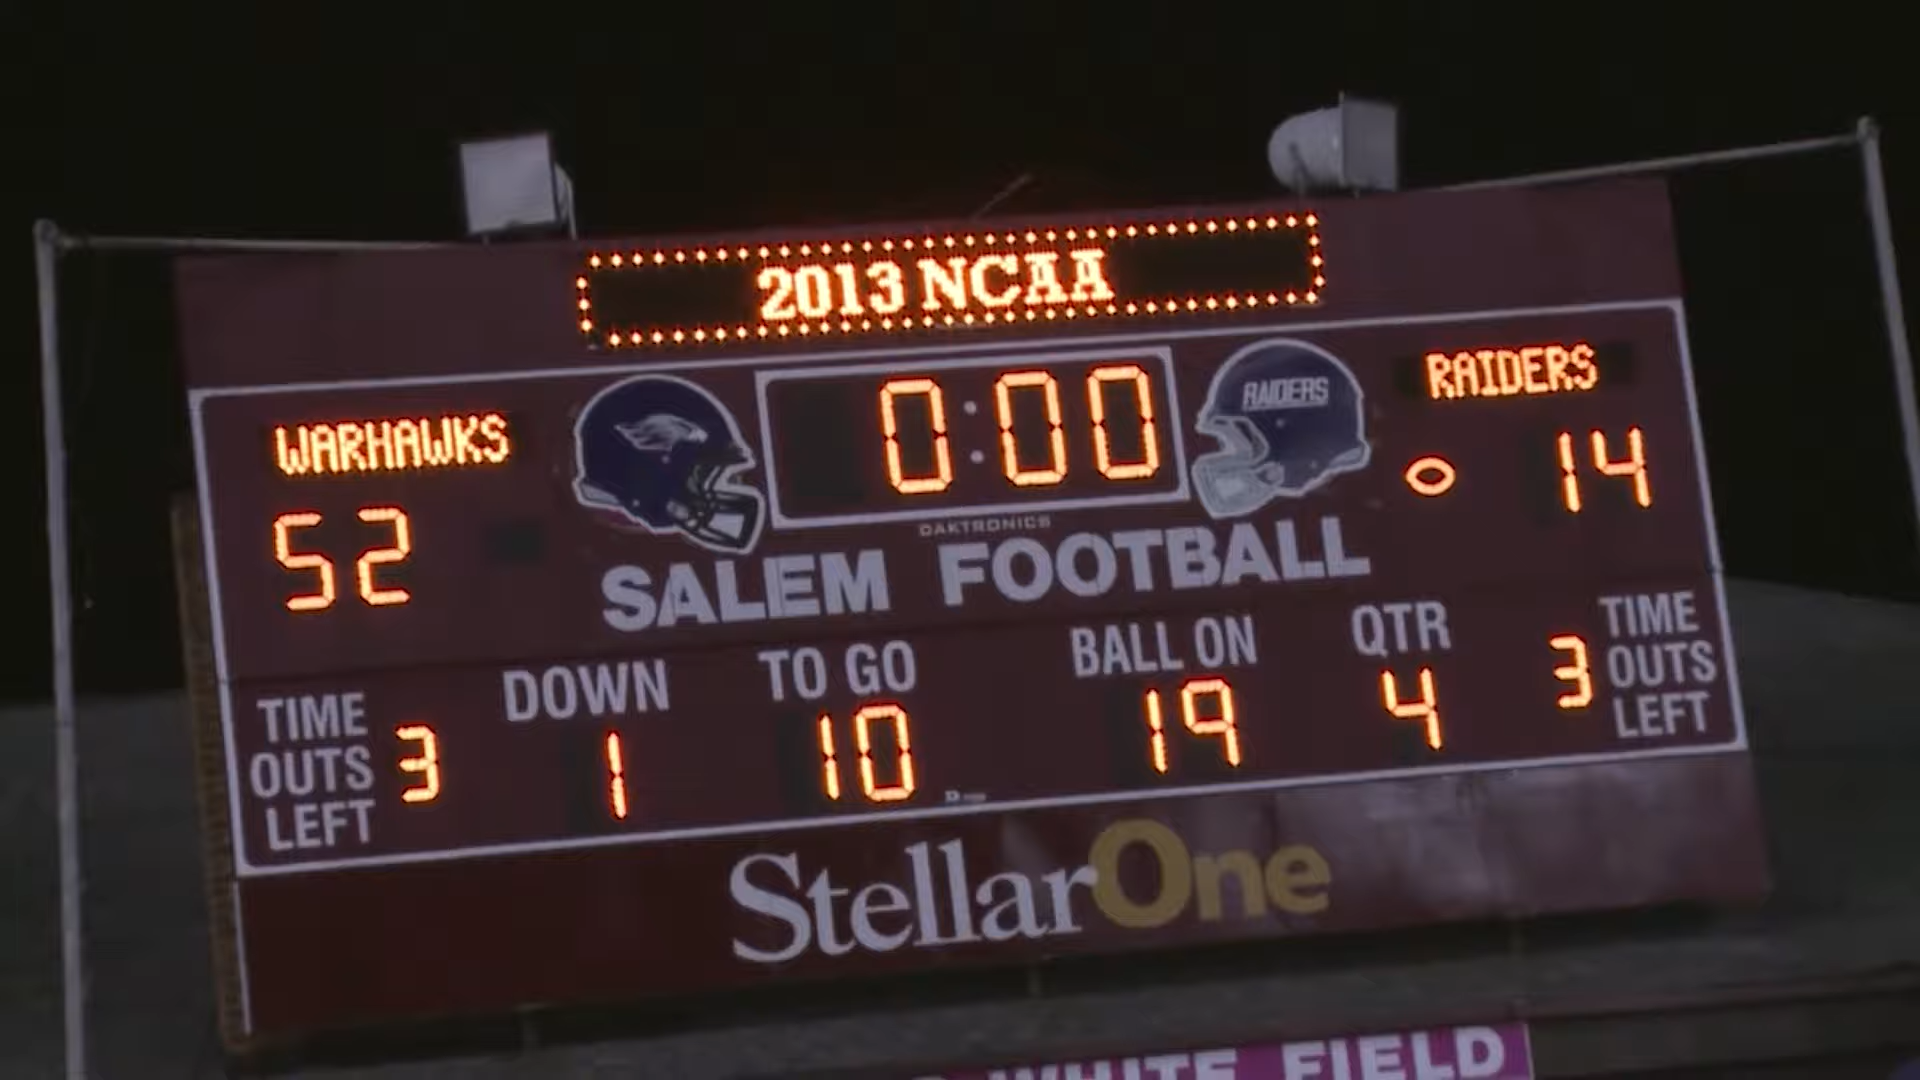 2013 NCAA
WARHAWKS
52
0:00
RAIDERS
RAIDERS
14
DAKTRONICS
SALEM FOOTBALL
TIME
OUTS
LEFT
3
DOWN
1
TO GO
10
BALL ON
19
QTR
4
3
TIME
OUTS
LEFT
StellarOne
WHITE FIELD